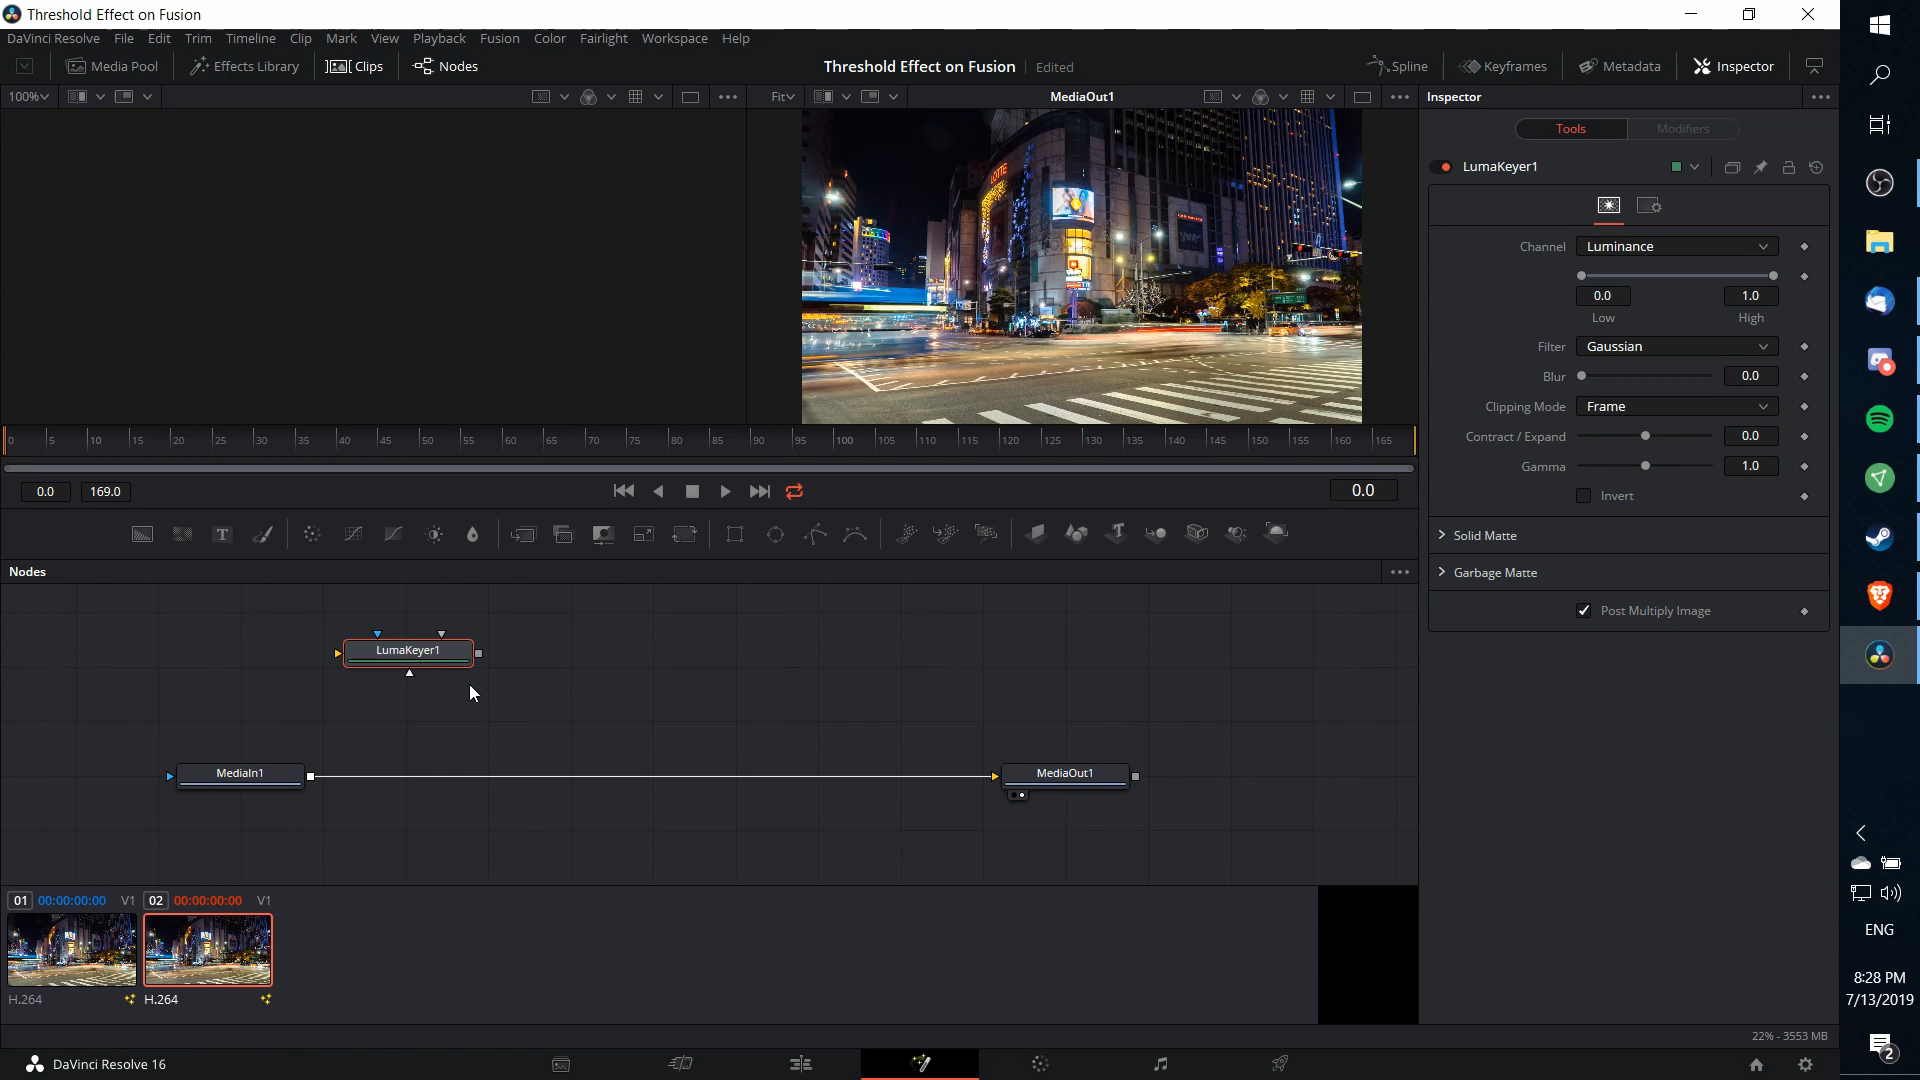 Threshold Effect on Fusion
DaVinci Resolve File Edit Trim Timeline Clip Mark View Playback Fusion Color Fairlight Workspace Help
Media Pool Effects Library Clips Nodes Threshold Effect on Fusion Edited Spline Keyframes Metadata Inspector
100% Fit MediaOut1 Inspector
Tools Modifiers
LumaKeyer1
LOTTE
Channel Luminance
0.0 1.0
Low High
Filter Gaussian
Blur 0.0
Clipping Mode Frame
Contract / Expand 0.0
Gamma 1.0
Invert
Solid Matte
Garbage Matte
Post Multiply Image
0 5 10 15 20 25 30 35 40 45 50 55 60 65 70 75 80 85 90 95 100 105 110 115 120 125 130 135 140 145 150 155 160 165
0.0 169.0 0.0
Nodes
LumaKeyer1
MediaIn1 MediaOut1
01 00:00:00:00 V1 02 00:00:00:00 V1
H.264 H.264
22% - 3553 MB
DaVinci Resolve 16
ENG
8:28 PM
7/13/2019
2